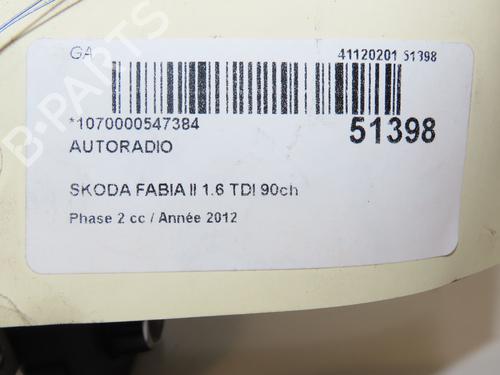 GA 41120201 51398
*1070000547384
51398
AUTORADIO
SKODA FABIA II 1.6 TDI 90ch
Phase 2 cc / Année 2012
B-PARTS